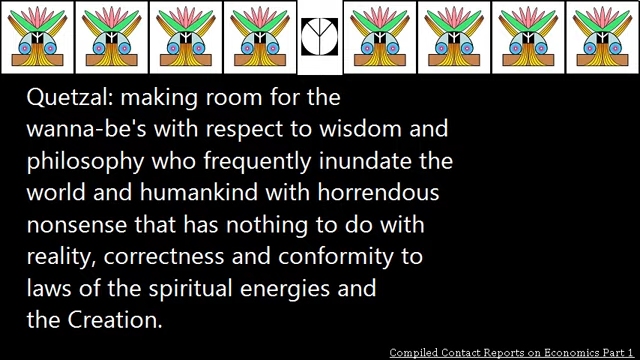 Quetzal: making room for the
wanna-be's with respect to wisdom and
philosophy who frequently inundate the
world and humankind with horrendous
nonsense that has nothing to do with
reality, correctness and conformity to
laws of the spiritual energies and
the Creation.
Compiled Contact Reports on Economics Part 1